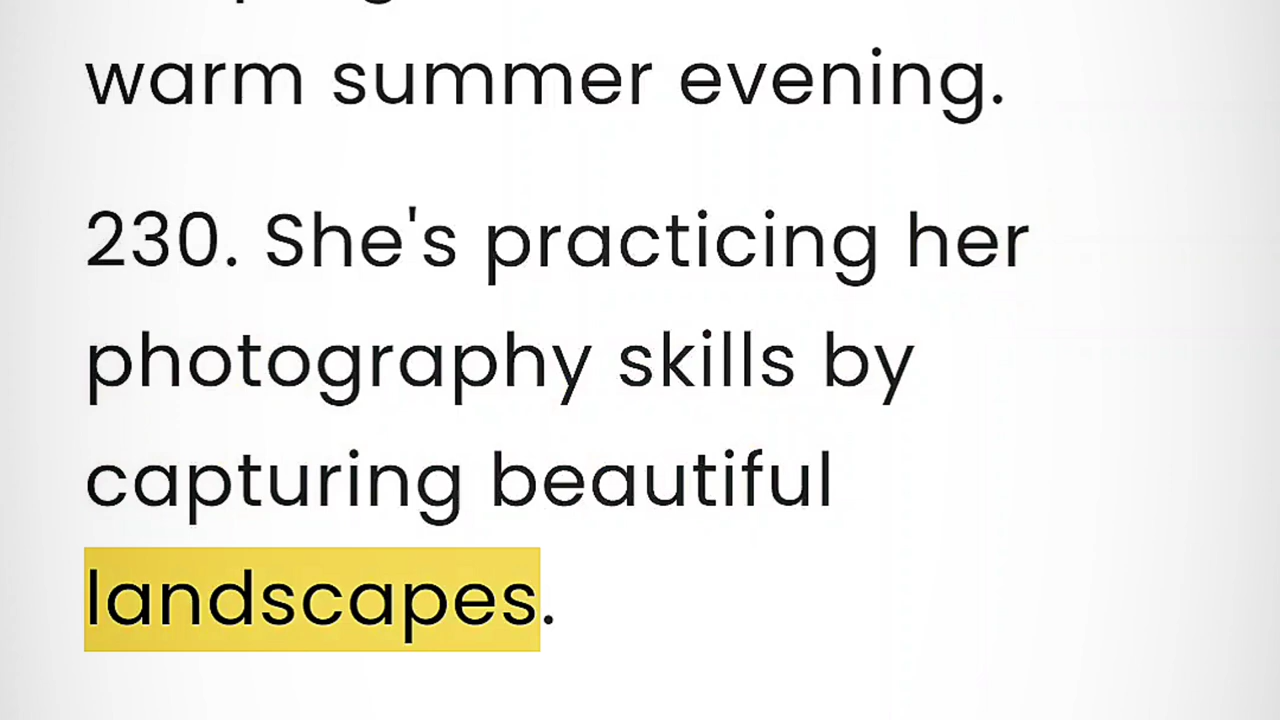 warm summer evening.
230. She's practicing her
photography skills by
capturing beautiful
landscapes.